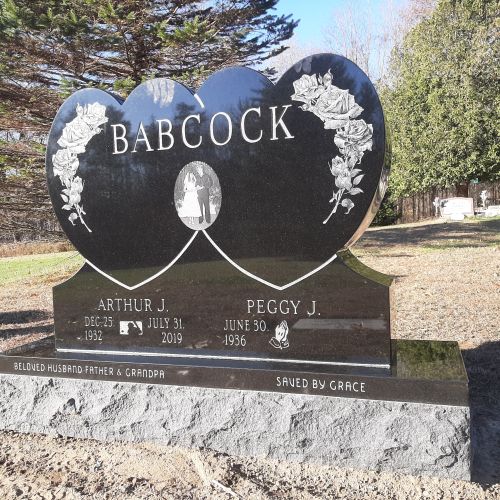 BABCOCK
ARTHUR J. PEGGY J.
DEC. 25. JULY 31. JUNE 30.
1932 2019 1936
BELOVED HUSBAND FATHER & GRANDPA SAVED BY GRACE